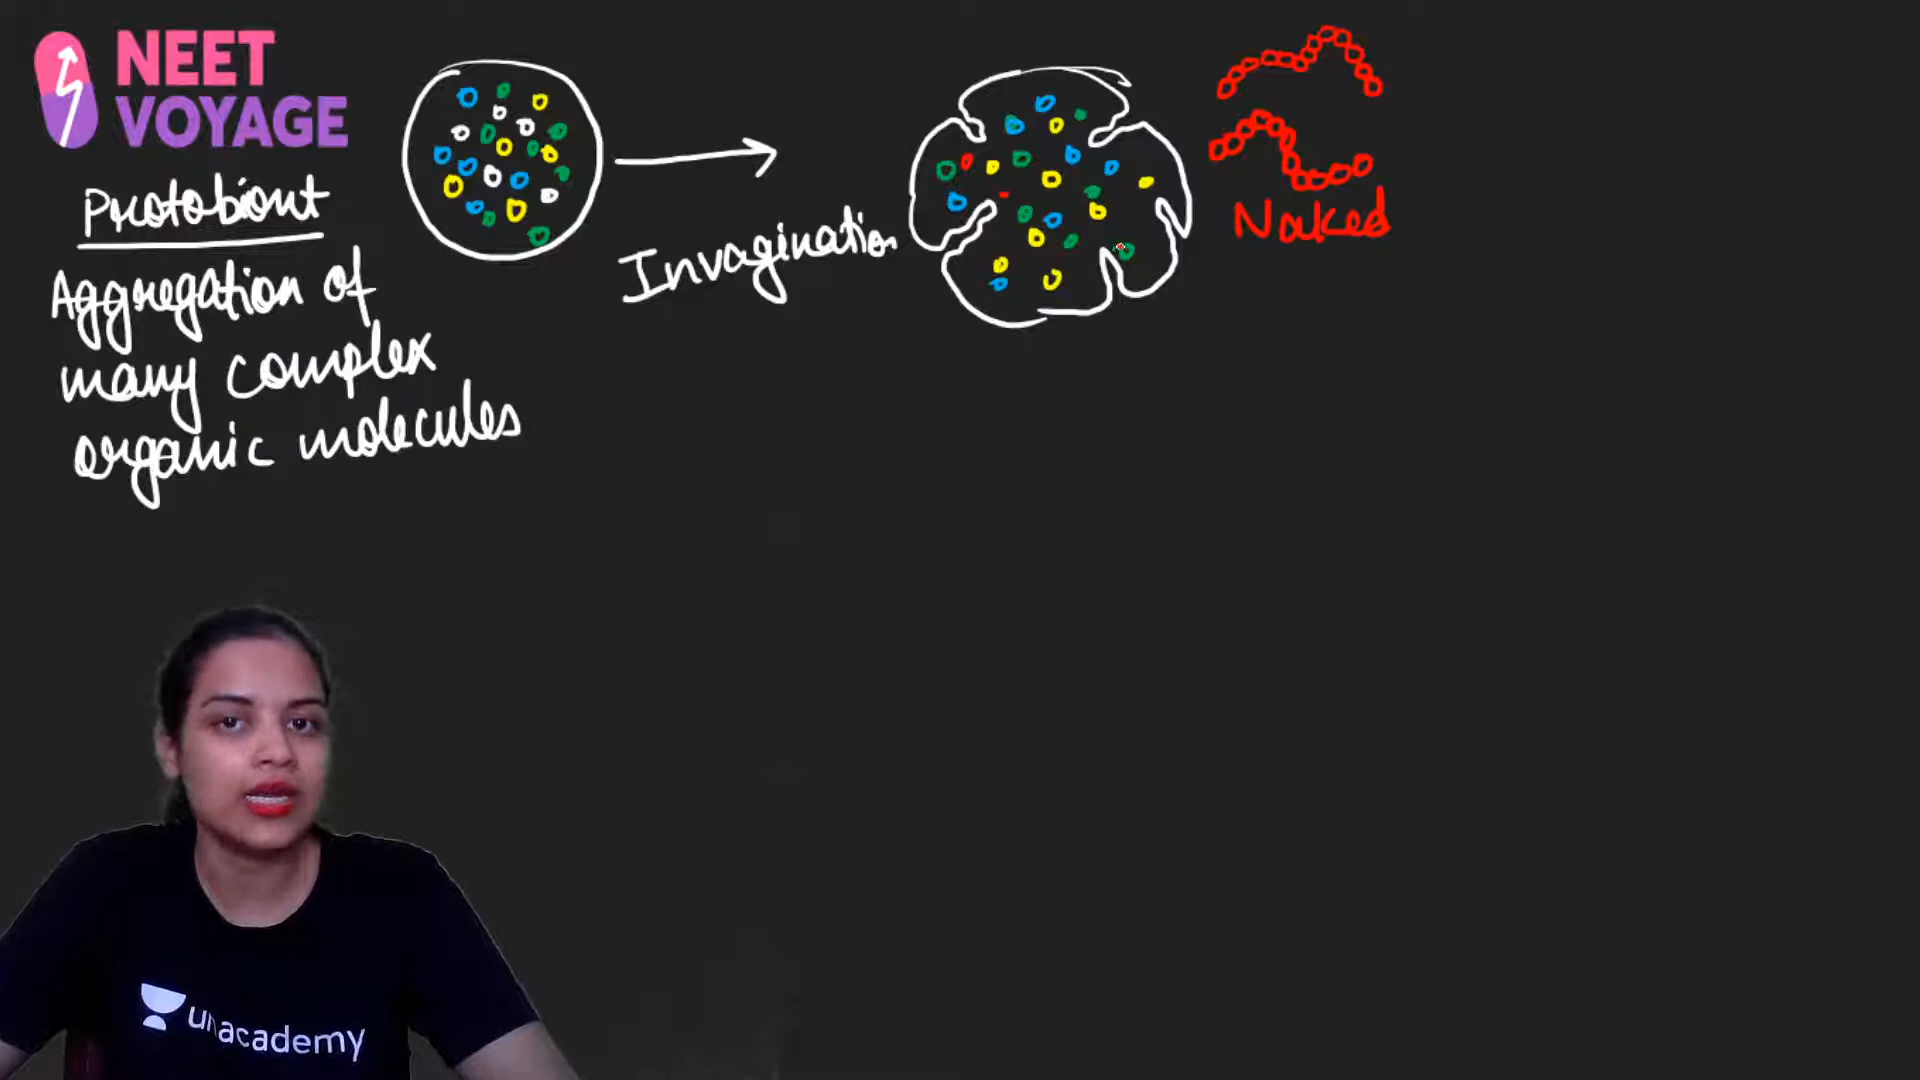 NEET
VOYAGE
Protobiont
Aggregation of
many complex
organic molecules
Invagination
Naked
unacademy